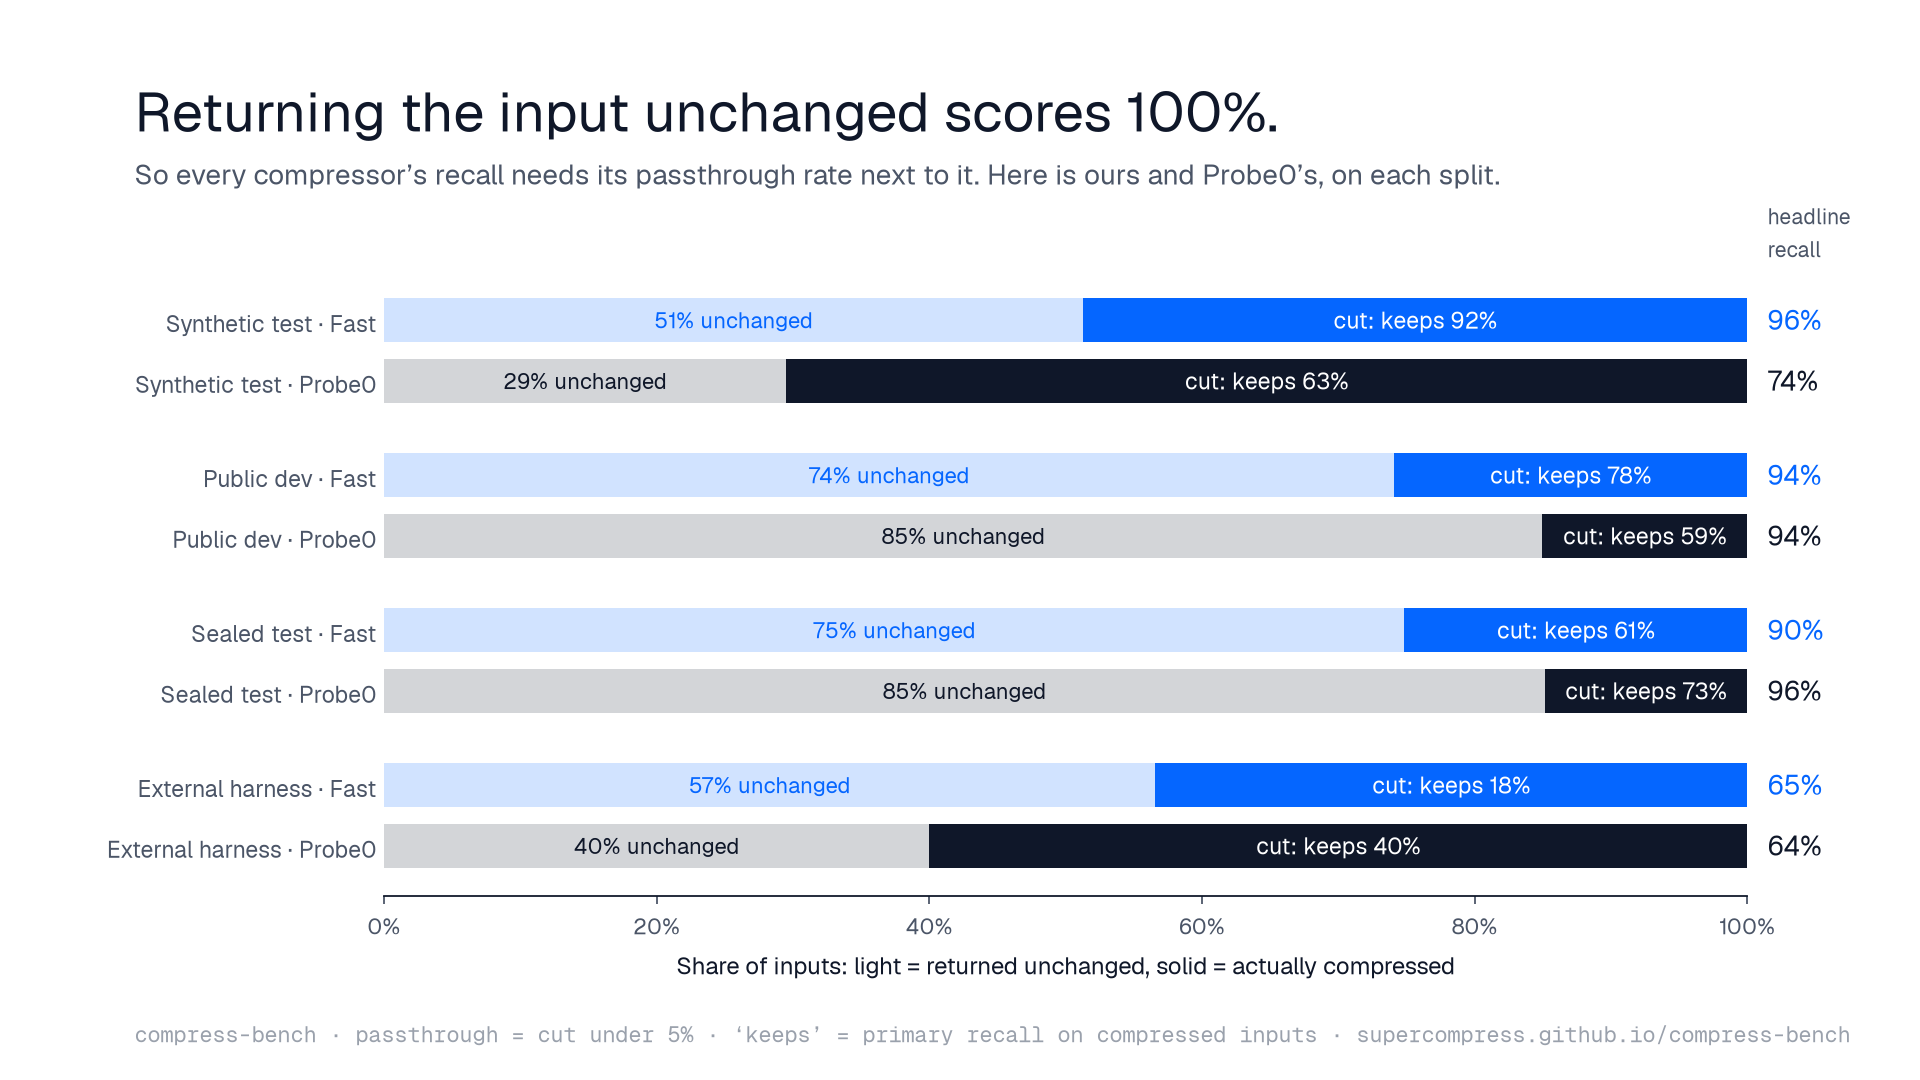 Returning the input unchanged scores 100%.
So every compressor’s recall needs its passthrough rate next to it. Here is ours and Probe0’s, on each split.
headline
recall
Synthetic test · Fast 51% unchanged cut: keeps 92% 96%
Synthetic test · Probe0 29% unchanged cut: keeps 63% 74%
Public dev · Fast 74% unchanged cut: keeps 78% 94%
Public dev · Probe0 85% unchanged cut: keeps 59% 94%
Sealed test · Fast 75% unchanged cut: keeps 61% 90%
Sealed test · Probe0 85% unchanged cut: keeps 73% 96%
External harness · Fast 57% unchanged cut: keeps 18% 65%
External harness · Probe0 40% unchanged cut: keeps 40% 64%
0% 20% 40% 60% 80% 100%
Share of inputs: light = returned unchanged, solid = actually compressed
compress-bench · passthrough = cut under 5% · ‘keeps’ = primary recall on compressed inputs · supercompress.github.io/compress-bench